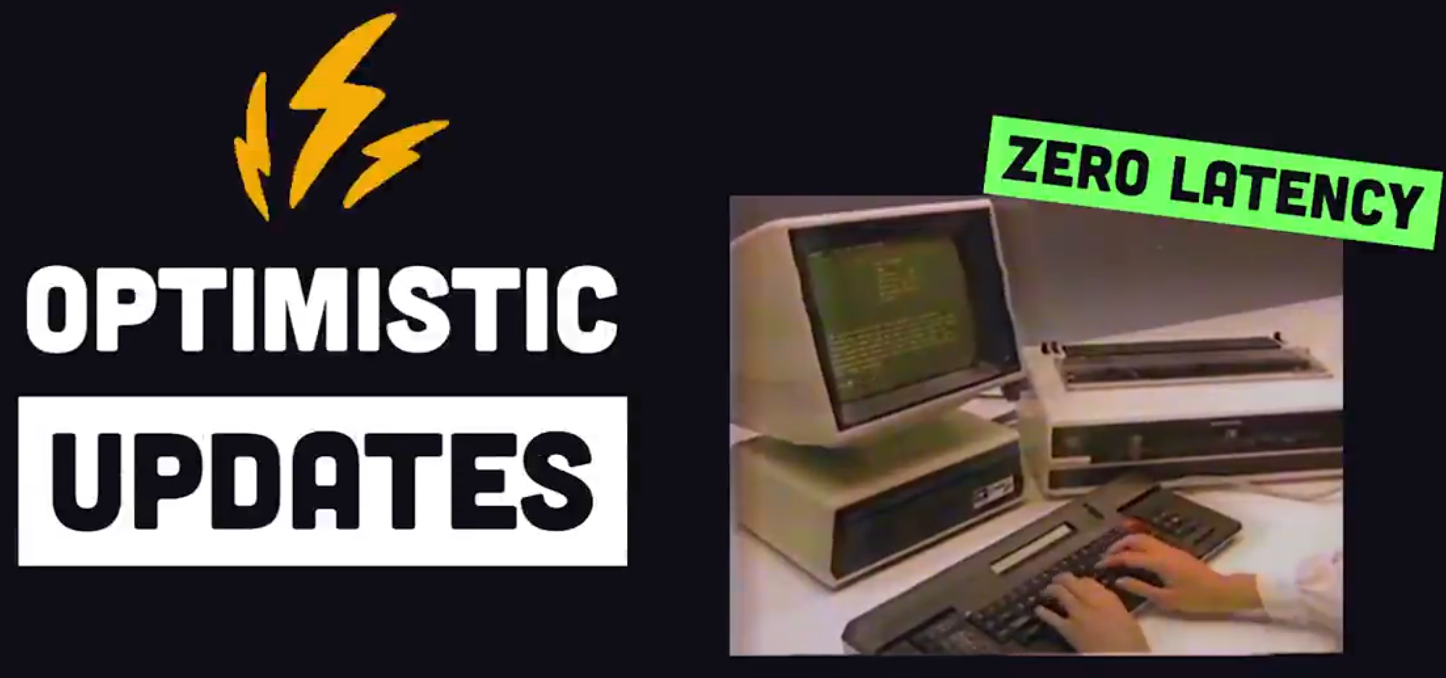 OPTIMISTIC
UPDATES
ZERO LATENCY